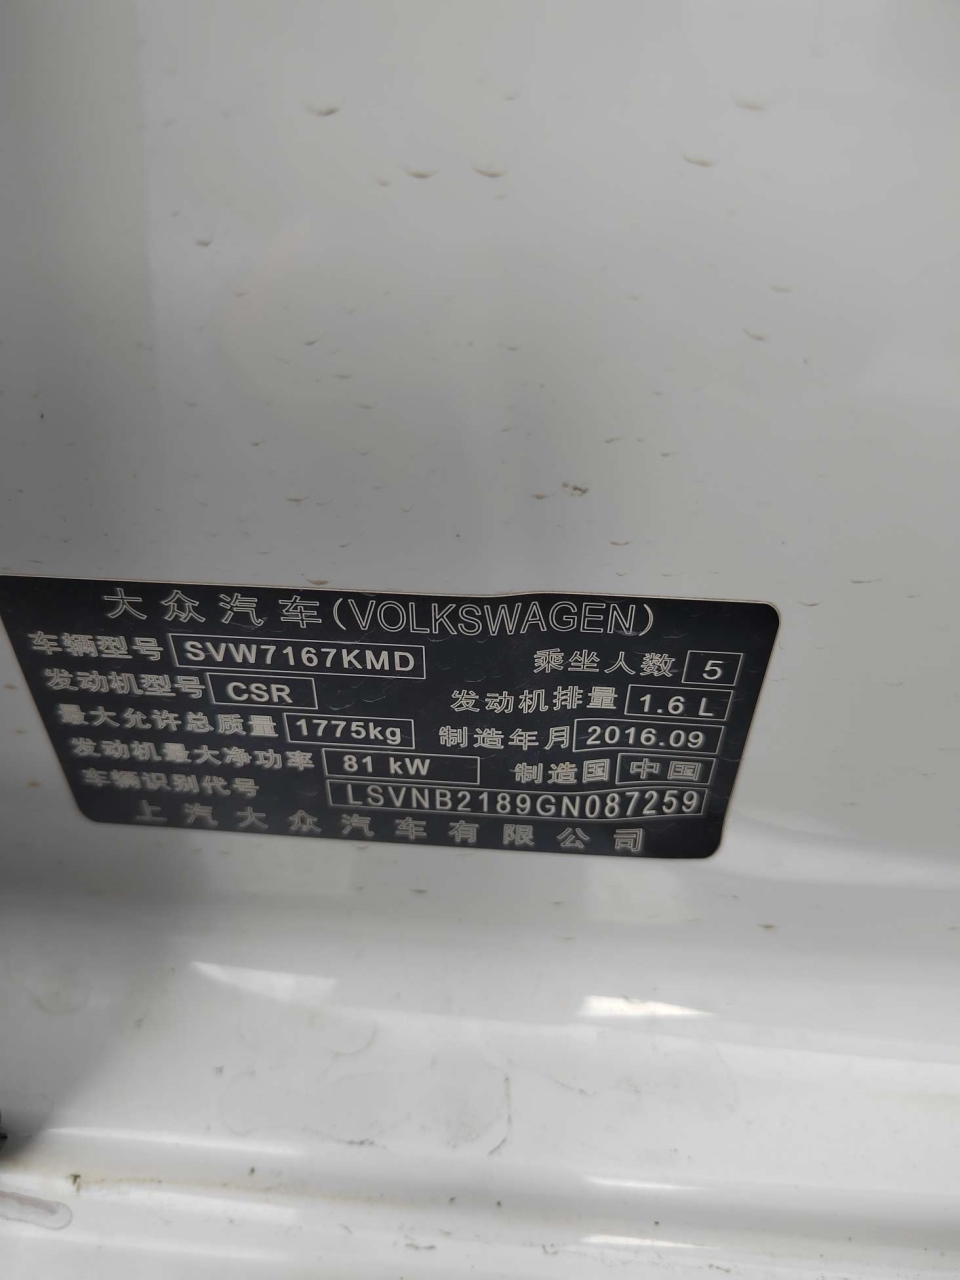 大众汽车(VOLKSWAGEN)
车辆型号 SVW7167KMD 乘坐人数 5
发动机型号 CSR 发动机排量 1.6 L
最大允许总质量 1775kg 制造年月 2016.09
发动机最大净功率 81 kW 制造国 中国
车辆识别代号 LSVNB2189GN087259
上汽大众汽车有限公司